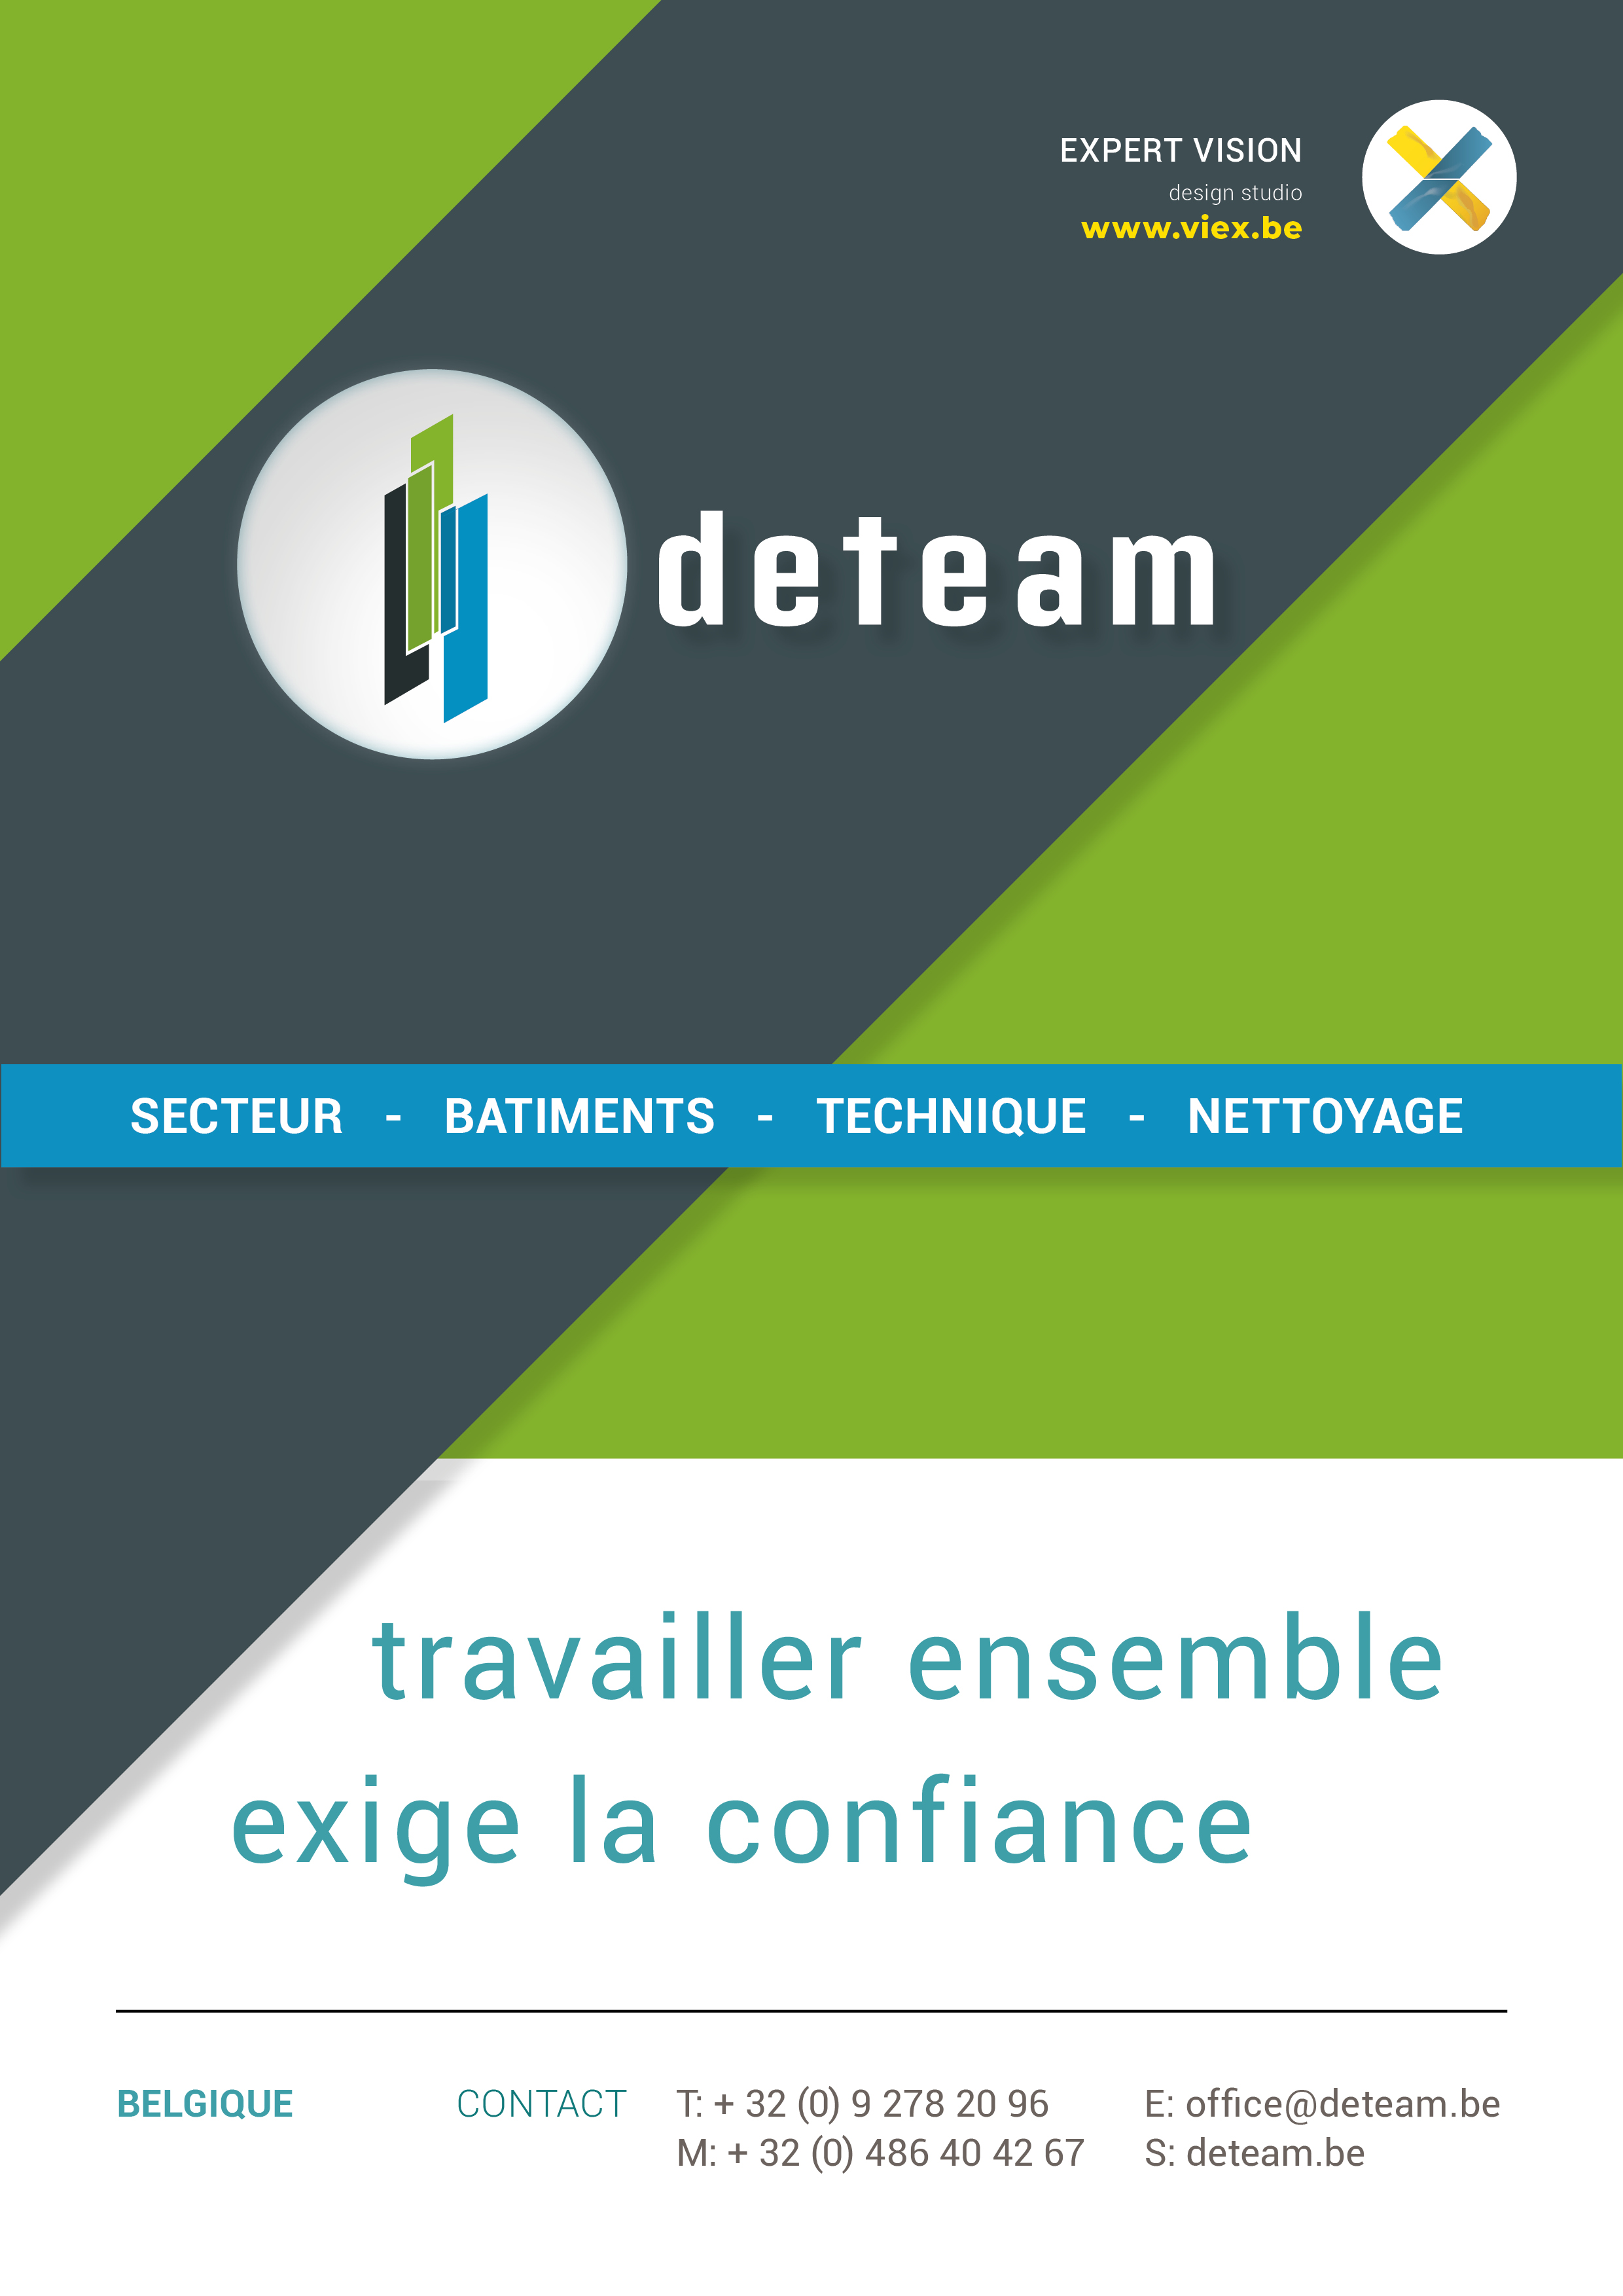 EXPERT VISION
design studio
www.viex.be
deteam
SECTEUR - BATIMENTS - TECHNIQUE - NETTOYAGE
travailler ensemble
exige la confiance
BELGIQUE CONTACT T: + 32 (0) 9 278 20 96 E: office@deteam.be
M: + 32 (0) 486 40 42 67 S: deteam.be